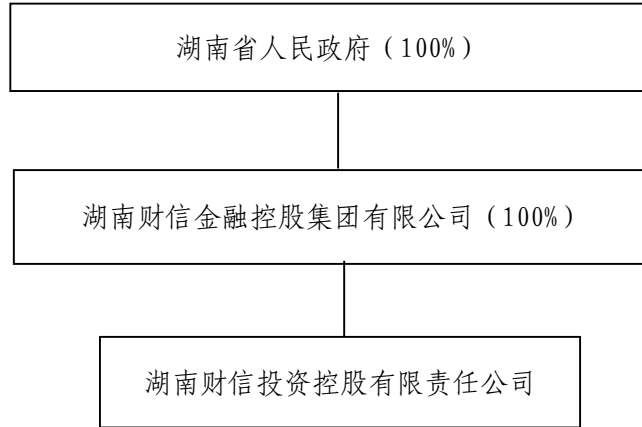 湖南省人民政府（100%）
湖南财信金融控股集团有限公司（100%）
湖南财信投资控股有限责任公司